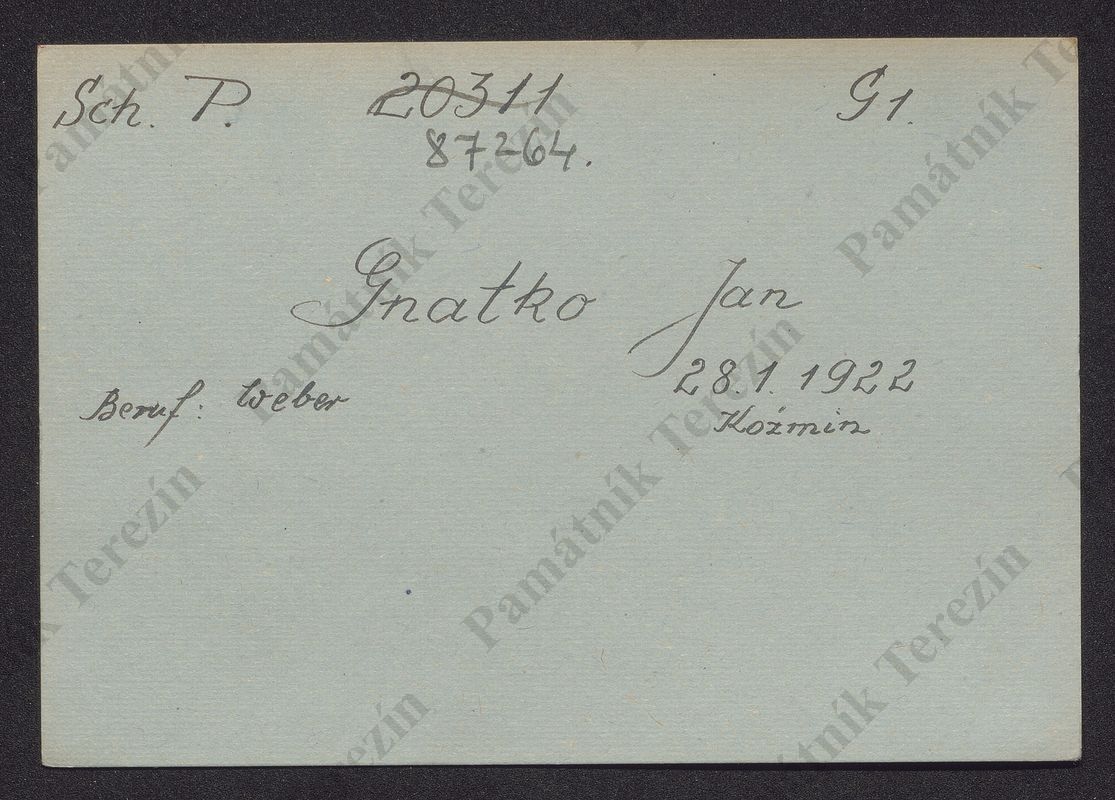 Sch. P. 20311 G1.
87264.
Gnatko Jan
28.1.1922
Beruf: Weber
Koźmin
Památník Terezín